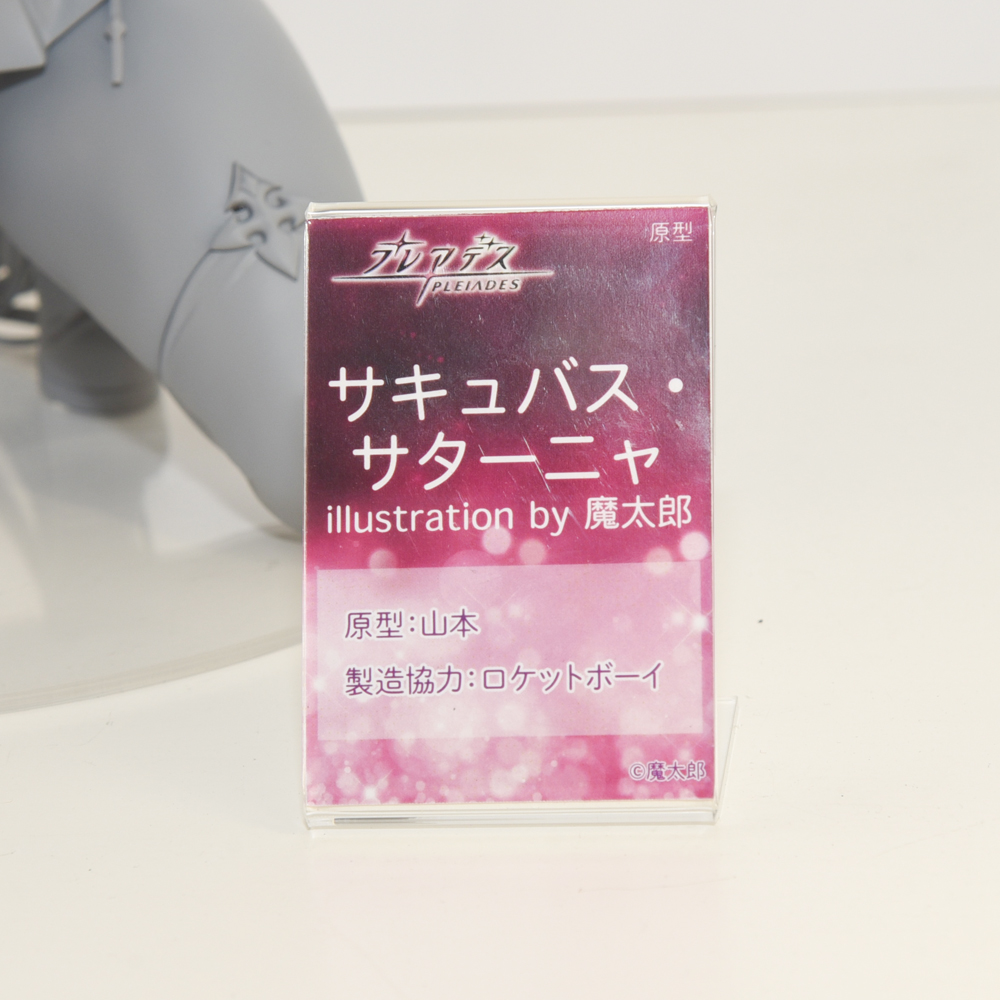 プレアデス
PLEIADES
原型
サキュバス・
サターニャ
illustration by 魔太郎
原型:山本
製造協力:ロケットボーイ
©魔太郎